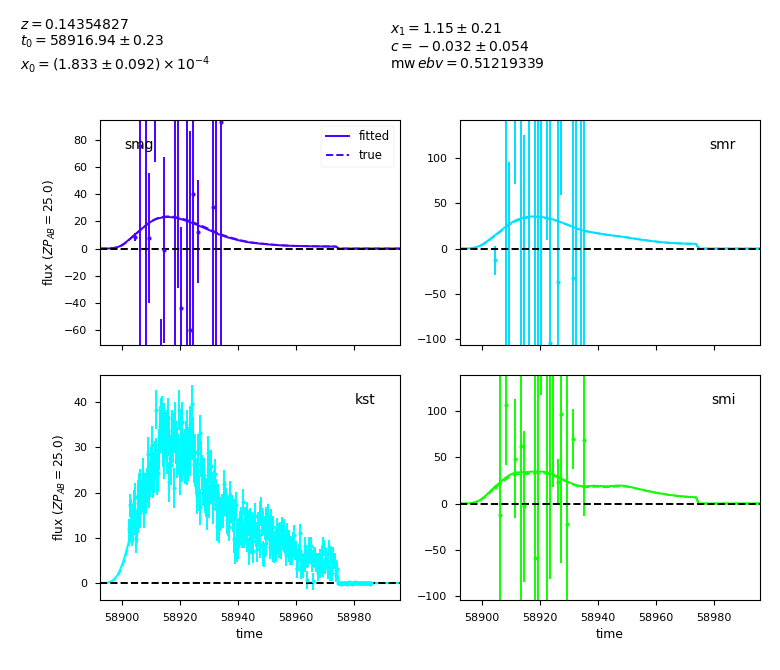 z = 0.14354827
t₀ = 58916.94 ± 0.23
x₀ = (1.833 ± 0.092) × 10⁻⁴
x₁ = 1.15 ± 0.21
c = −0.032 ± 0.054
mw ebv = 0.51219339
smg
fitted
true
80
60
40
20
0
−20
−40
−60
flux (ZP_AB = 25.0)
smr
100
50
0
−50
−100
kst
40
30
20
10
0
flux (ZP_AB = 25.0)
58900 58920 58940 58960 58980
time
smi
100
50
0
−50
−100
58900 58920 58940 58960 58980
time